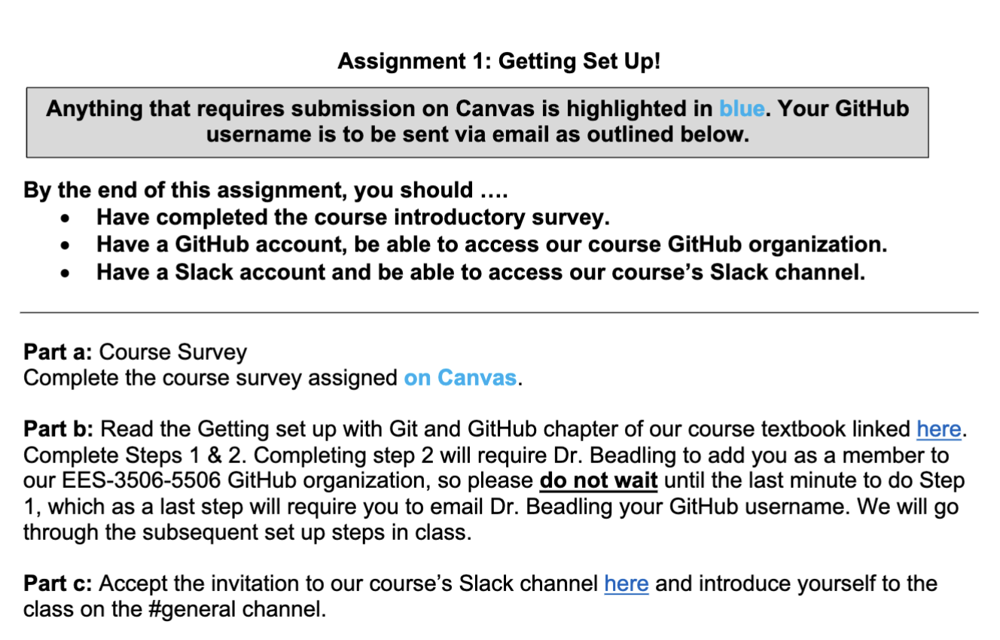 Assignment 1: Getting Set Up!
Anything that requires submission on Canvas is highlighted in blue. Your GitHub
username is to be sent via email as outlined below.
By the end of this assignment, you should ….
• Have completed the course introductory survey.
• Have a GitHub account, be able to access our course GitHub organization.
• Have a Slack account and be able to access our course’s Slack channel.
Part a: Course Survey
Complete the course survey assigned on Canvas.
Part b: Read the Getting set up with Git and GitHub chapter of our course textbook linked here.
Complete Steps 1 & 2. Completing step 2 will require Dr. Beadling to add you as a member to
our EES-3506-5506 GitHub organization, so please do not wait until the last minute to do Step
1, which as a last step will require you to email Dr. Beadling your GitHub username. We will go
through the subsequent set up steps in class.
Part c: Accept the invitation to our course’s Slack channel here and introduce yourself to the
class on the #general channel.